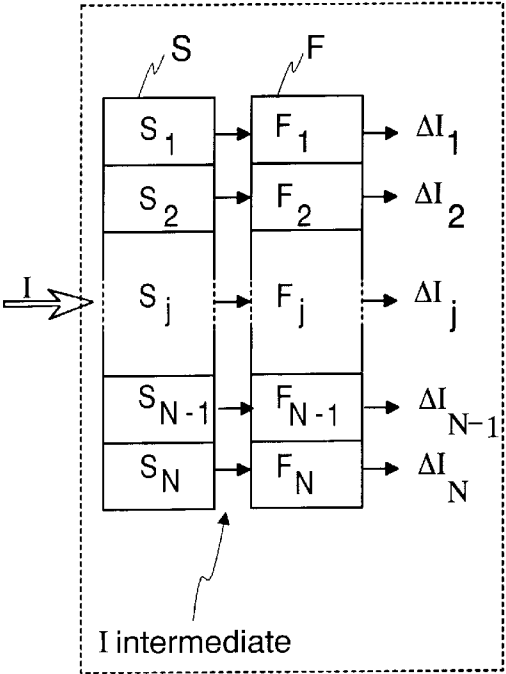 S F
S1 F1 ΔI1
S2 F2 ΔI2
I Sj Fj ΔIj
SN-1 FN-1 ΔIN-1
SN FN ΔIN
I intermediate